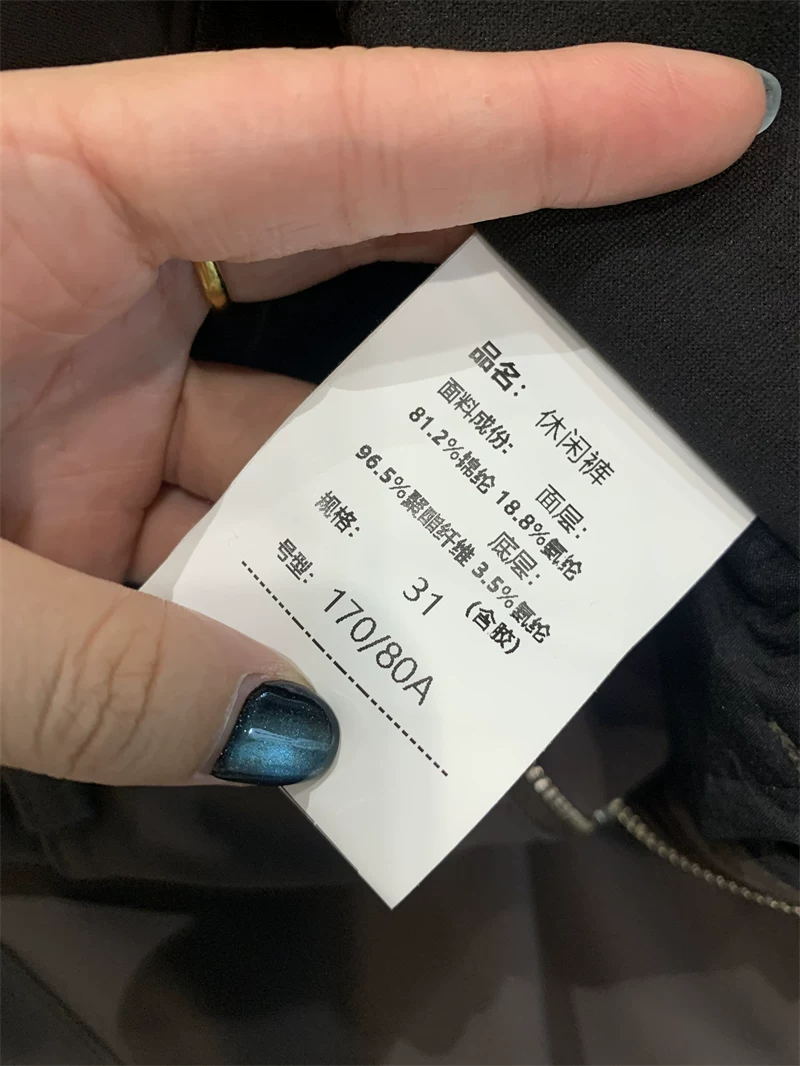 品名： 休闲裤
面料成份： 面层：
81.2%锦纶 18.8%氨纶
底层：
96.5%聚酯纤维 3.5%氨纶
(含胶)
规格： 31
号型： 170/80A